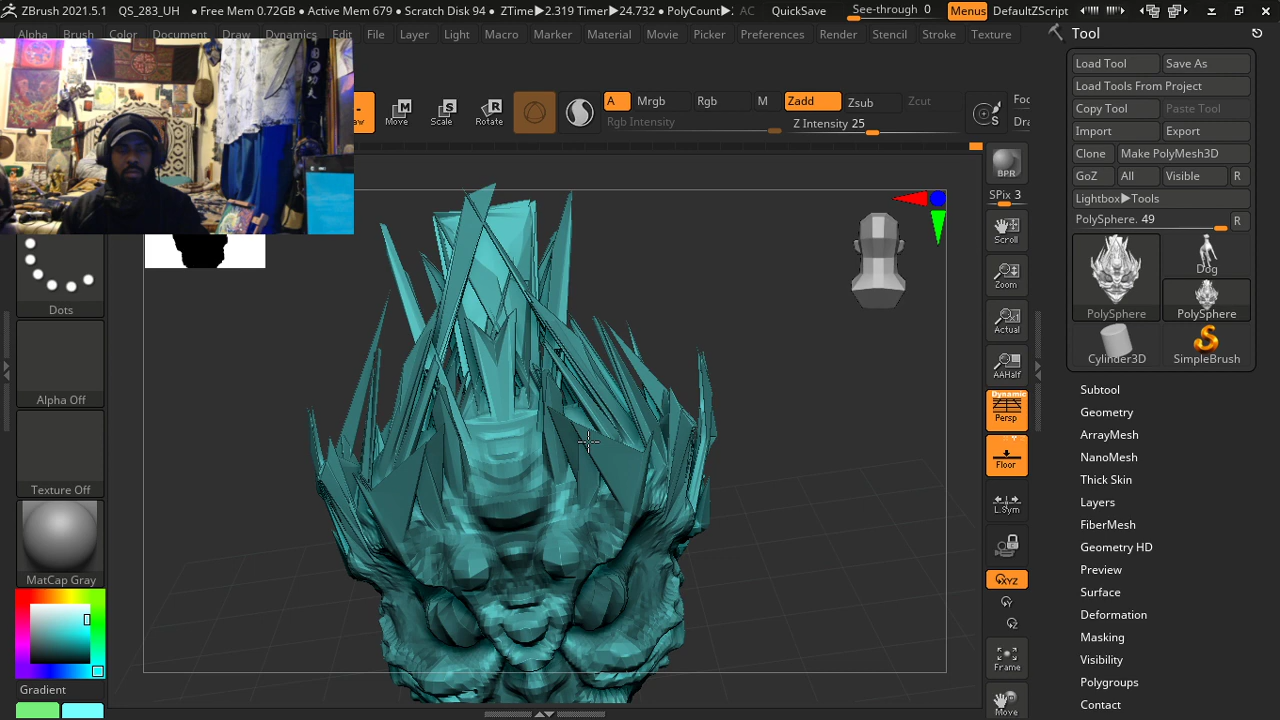 ZBrush 2021.5.1 QS_283_UH ● Free Mem 0.72GB ● Active Mem 679 ● Scratch Disk 94 ● ZTime▶2.319 Timer▶24.732 ● PolyCount▶ AC QuickSave See-through 0 Menus DefaultZScript
Alpha Brush Color Document Draw Dynamics Edit File Layer Light Macro Marker Material Movie Picker Preferences Render Stencil Stroke Texture
Tool
Load Tool Save As
Load Tools From Project
Copy Tool Paste Tool
Import Export
Clone Make PolyMesh3D
GoZ All Visible R
Lightbox▶Tools
PolySphere. 49 R
PolySphere
Dog
PolySphere
Cylinder3D
SimpleBrush
Subtool
Geometry
ArrayMesh
NanoMesh
Thick Skin
Layers
FiberMesh
Geometry HD
Preview
Surface
Deformation
Masking
Visibility
Polygroups
Contact
M
Move
S
Scale
R
Rotate
A Mrgb Rgb M Zadd Zsub Zcut
Rgb Intensity Z Intensity 25
Foc
Dra
BPR
SPix 3
Scroll
Zoom
Actual
AAHalf
Dynamic
Persp
Floor
L.Sym
XYZ
Frame
Move
Dots
Alpha Off
Texture Off
MatCap Gray
Gradient